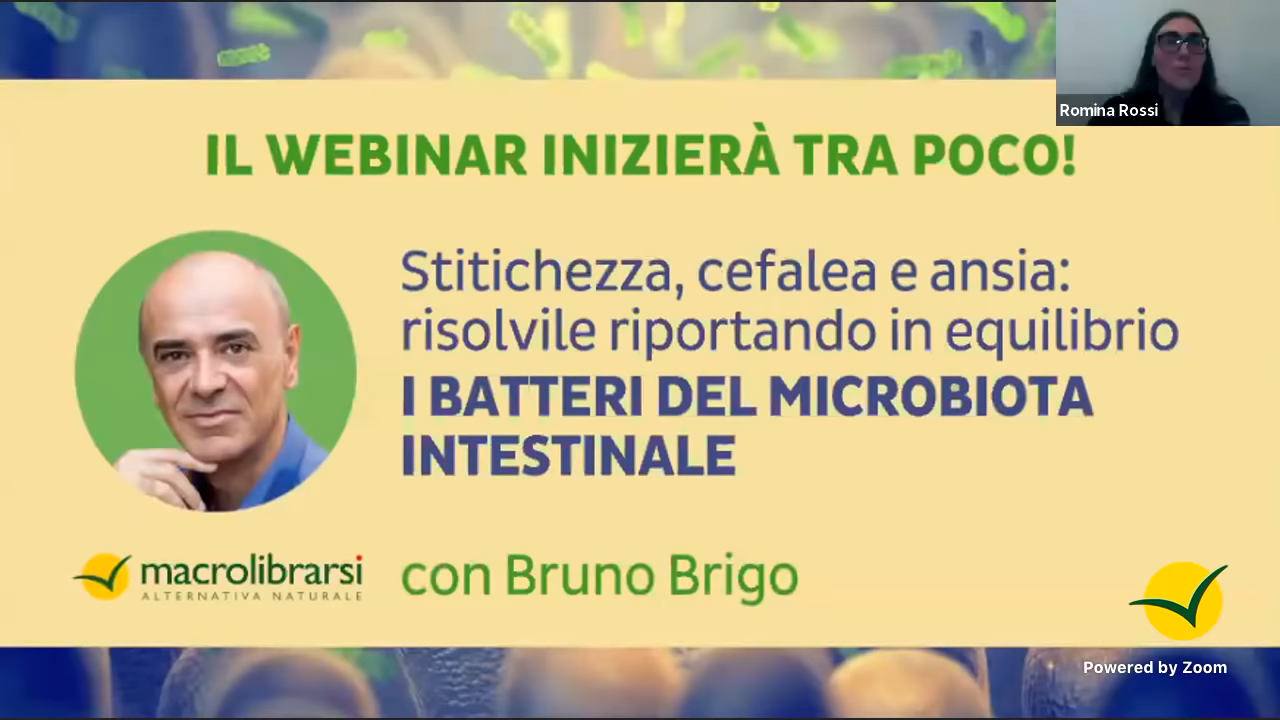 Romina Rossi
IL WEBINAR INIZIERÀ TRA POCO!
Stitichezza, cefalea e ansia:
risolvile riportando in equilibrio
I BATTERI DEL MICROBIOTA
INTESTINALE
con Bruno Brigo
macrolibrarsi
ALTERNATIVA NATURALE
Powered by Zoom